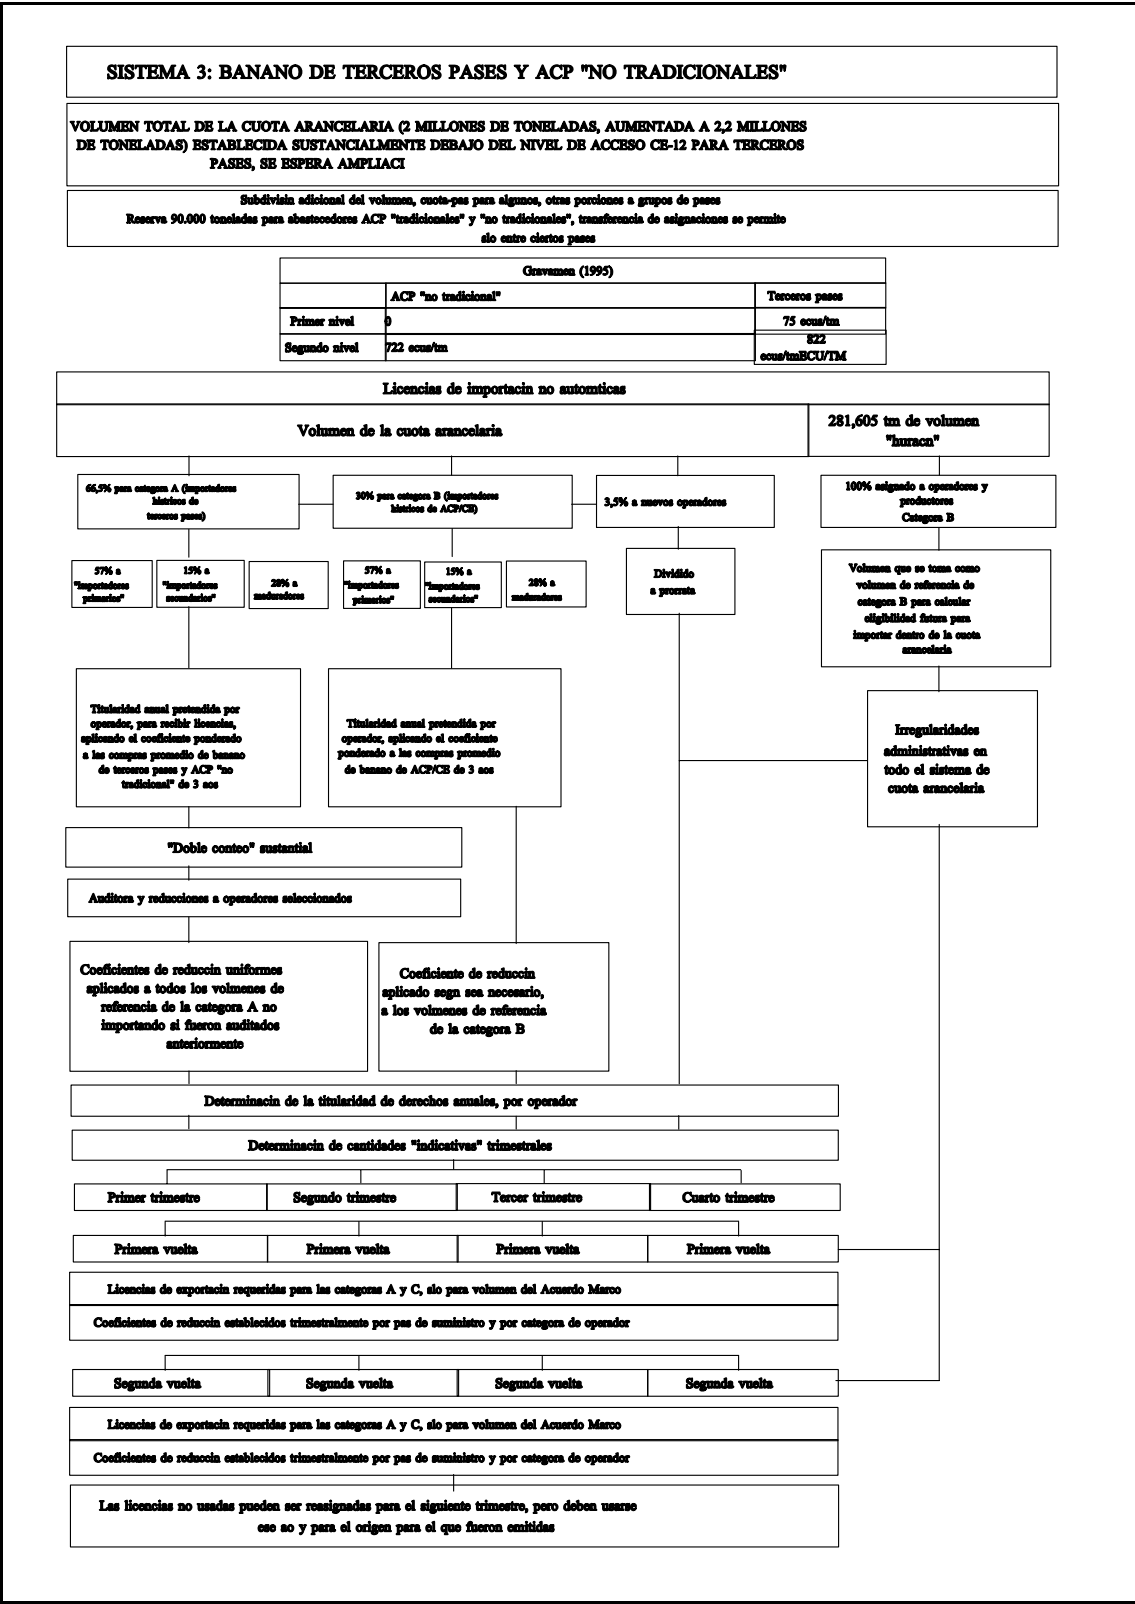 SISTEMA 3: BANANO DE TERCEROS PASES Y ACP "NO TRADICIONALES"
VOLUMEN TOTAL DE LA CUOTA ARANCELARIA (2 MILLONES DE TONELADAS, AUMENTADA A 2,2 MILLONES
DE TONELADAS) ESTABLECIDA SUSTANCIALMENTE DEBAJO DEL NIVEL DE ACCESO CE-12 PARA TERCEROS
PASES, SE ESPERA AMPLIACI
Subdivisin adicional del volumen, cuota-pas para algunos, otras porciones a grupos de pases
Reserva 90.000 toneladas para abastecedores ACP "tradicionales" y "no tradicionales", transferencia de asignaciones se permite
slo entre ciertos pases
Gravamen (1995)
ACP "no tradicional"
Terceros pases
Primer nivel
0
75 ecus/tm
Segundo nivel
722 ecus/tm
822
ecus/tmECU/TM
Licencias de importacin no automticas
Volumen de la cuota arancelaria
281,605 tm de volumen
"huracn"
66,5% para categora A (importadores
histricos de
terceros pases)
30% para categora B (importadores
histricos de ACP/CE)
3,5% a nuevos operadores
100% asignado a operadores y
productores
Categora B
57% a
"importadores
primarios"
15% a
"importadores
secundarios"
28% a
maduradores
57% a
"importadores
primarios"
15% a
"importadores
secundarios"
28% a
maduradores
Dividido
a prorrata
Volumen que se toma como
volumen de referencia de
categora B para calcular
eligibilidad futura para
importar dentro de la cuota
arancelaria
Titularidad anual pretendida por
operador, para recibir licencias,
aplicando el coeficiente ponderado
a las compras promedio de banano
de terceros pases y ACP "no
tradicional" de 3 aos
Titularidad anual pretendida por
operador, aplicando el coeficiente
ponderado a las compras promedio
de banano de ACP/CE de 3 aos
Irregularidades
administrativas en
todo el sistema de
cuota arancelaria
"Doble conteo" sustantial
Auditora y reducciones a operadores seleccionados
Coeficientes de reduccin uniformes
aplicados a todos los volmenes de
referencia de la categora A no
importando si fueron auditados
anteriormente
Coeficiente de reduccin
aplicado segn sea necesario,
a los volmenes de referencia
de la categora B
Determinacin de la titularidad de derechos anuales, por operador
Determinacin de cantidades "indicativas" trimestrales
Primer trimestre
Segundo trimestre
Tercer trimestre
Cuarto trimestre
Primera vuelta
Primera vuelta
Primera vuelta
Primera vuelta
Licencias de exportacin requeridas para las categoras A y C, slo para volumen del Acuerdo Marco
Coeficientes de reduccin establecidos trimestralmente por pas de suministro y por categora de operador
Segunda vuelta
Segunda vuelta
Segunda vuelta
Segunda vuelta
Licencias de exportacin requeridas para las categoras A y C, slo para volumen del Acuerdo Marco
Coeficientes de reduccin establecidos trimestralmente por pas de suministro y por categora de operador
Las licencias no usadas pueden ser reasignadas para el siguiente trimestre, pero deben usarse
ese ao y para el origen para el que fueron emitidas